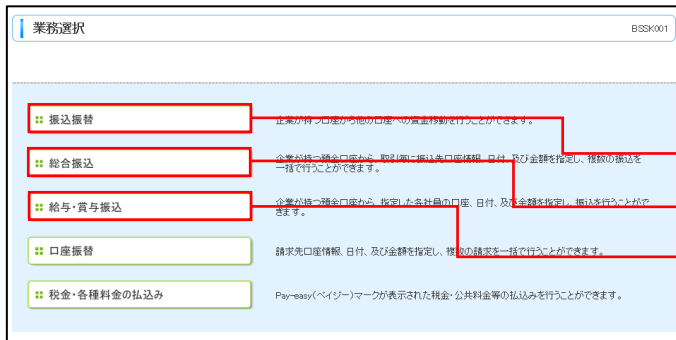 業務選択
BSSK001
振込振替
企業が持つ口座から他の口座への資金移動を行うことができます。
総合振込
企業が持つ預金口座から、取引毎に振込先口座情報、日付、及び金額を指定し、複数の振込を
一括で行うことができます。
給与・賞与振込
企業が持つ預金口座から、指定した各社員の口座、日付、及び金額を指定し、振込を行うことがで
きます。
口座振替
請求先口座情報、日付、及び金額を指定し、複数の請求を一括で行うことができます。
税金・各種料金の払込み
Pay-easy(ペイジー)マークが表示された税金・公共料金等の払込みを行うことができます。